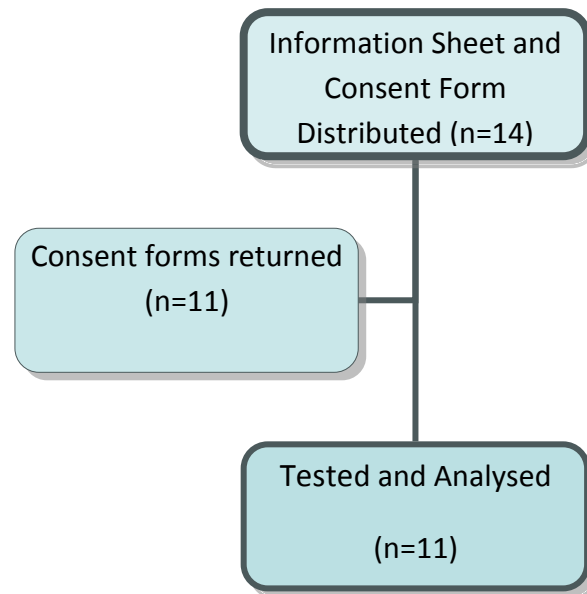 Information Sheet and
Consent Form
Distributed (n=14)
Consent forms returned
(n=11)
Tested and Analysed
(n=11)